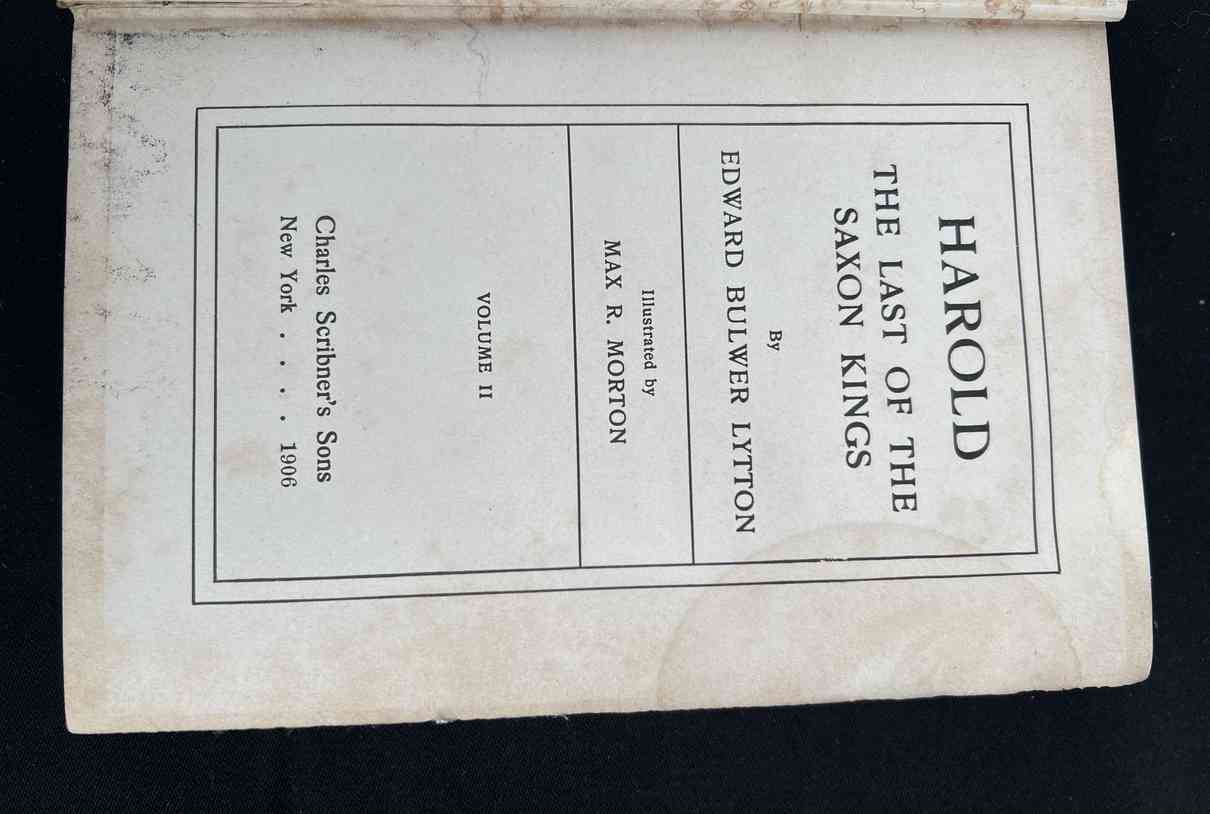 HAROLD
THE LAST OF THE
SAXON KINGS
By
EDWARD BULWER LYTTON
Illustrated by
MAX R. MORTON
VOLUME II
Charles Scribner's Sons
New York . . . . 1906